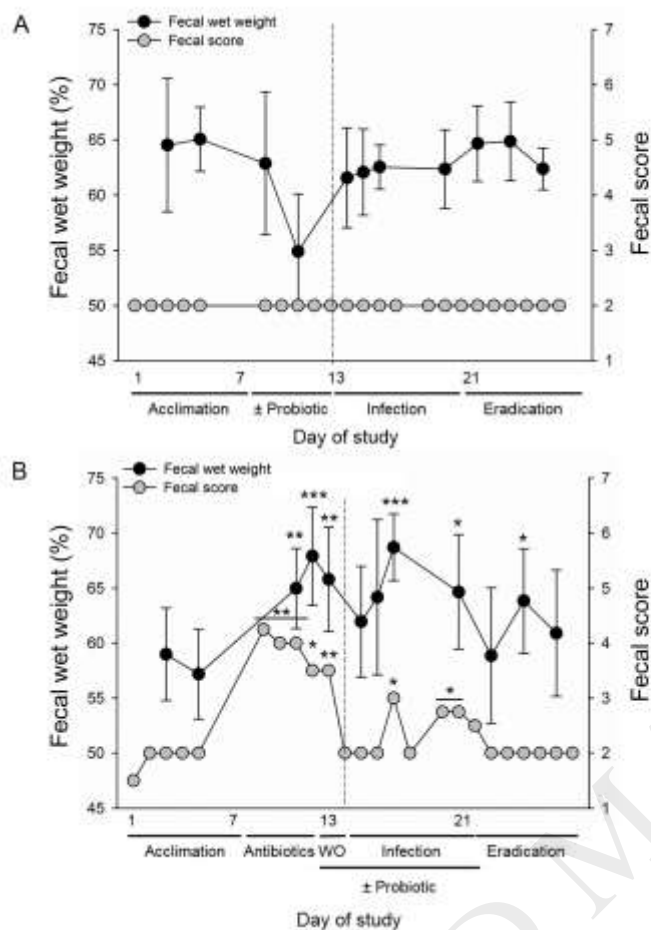 A
Fecal wet weight
Fecal score
75
70
65
60
55
50
45
Fecal wet weight (%)
7
6
5
4
3
2
1
Fecal score
1 7 13 21
Acclimation ± Probiotic Infection Eradication
Day of study
B
Fecal wet weight
Fecal score
75
70
65
60
55
50
45
Fecal wet weight (%)
** *** ** *** * *
** * ** * *
7
6
5
4
3
2
1
Fecal score
1 7 13 21
Acclimation Antibiotics WO Infection Eradication
± Probiotic
Day of study